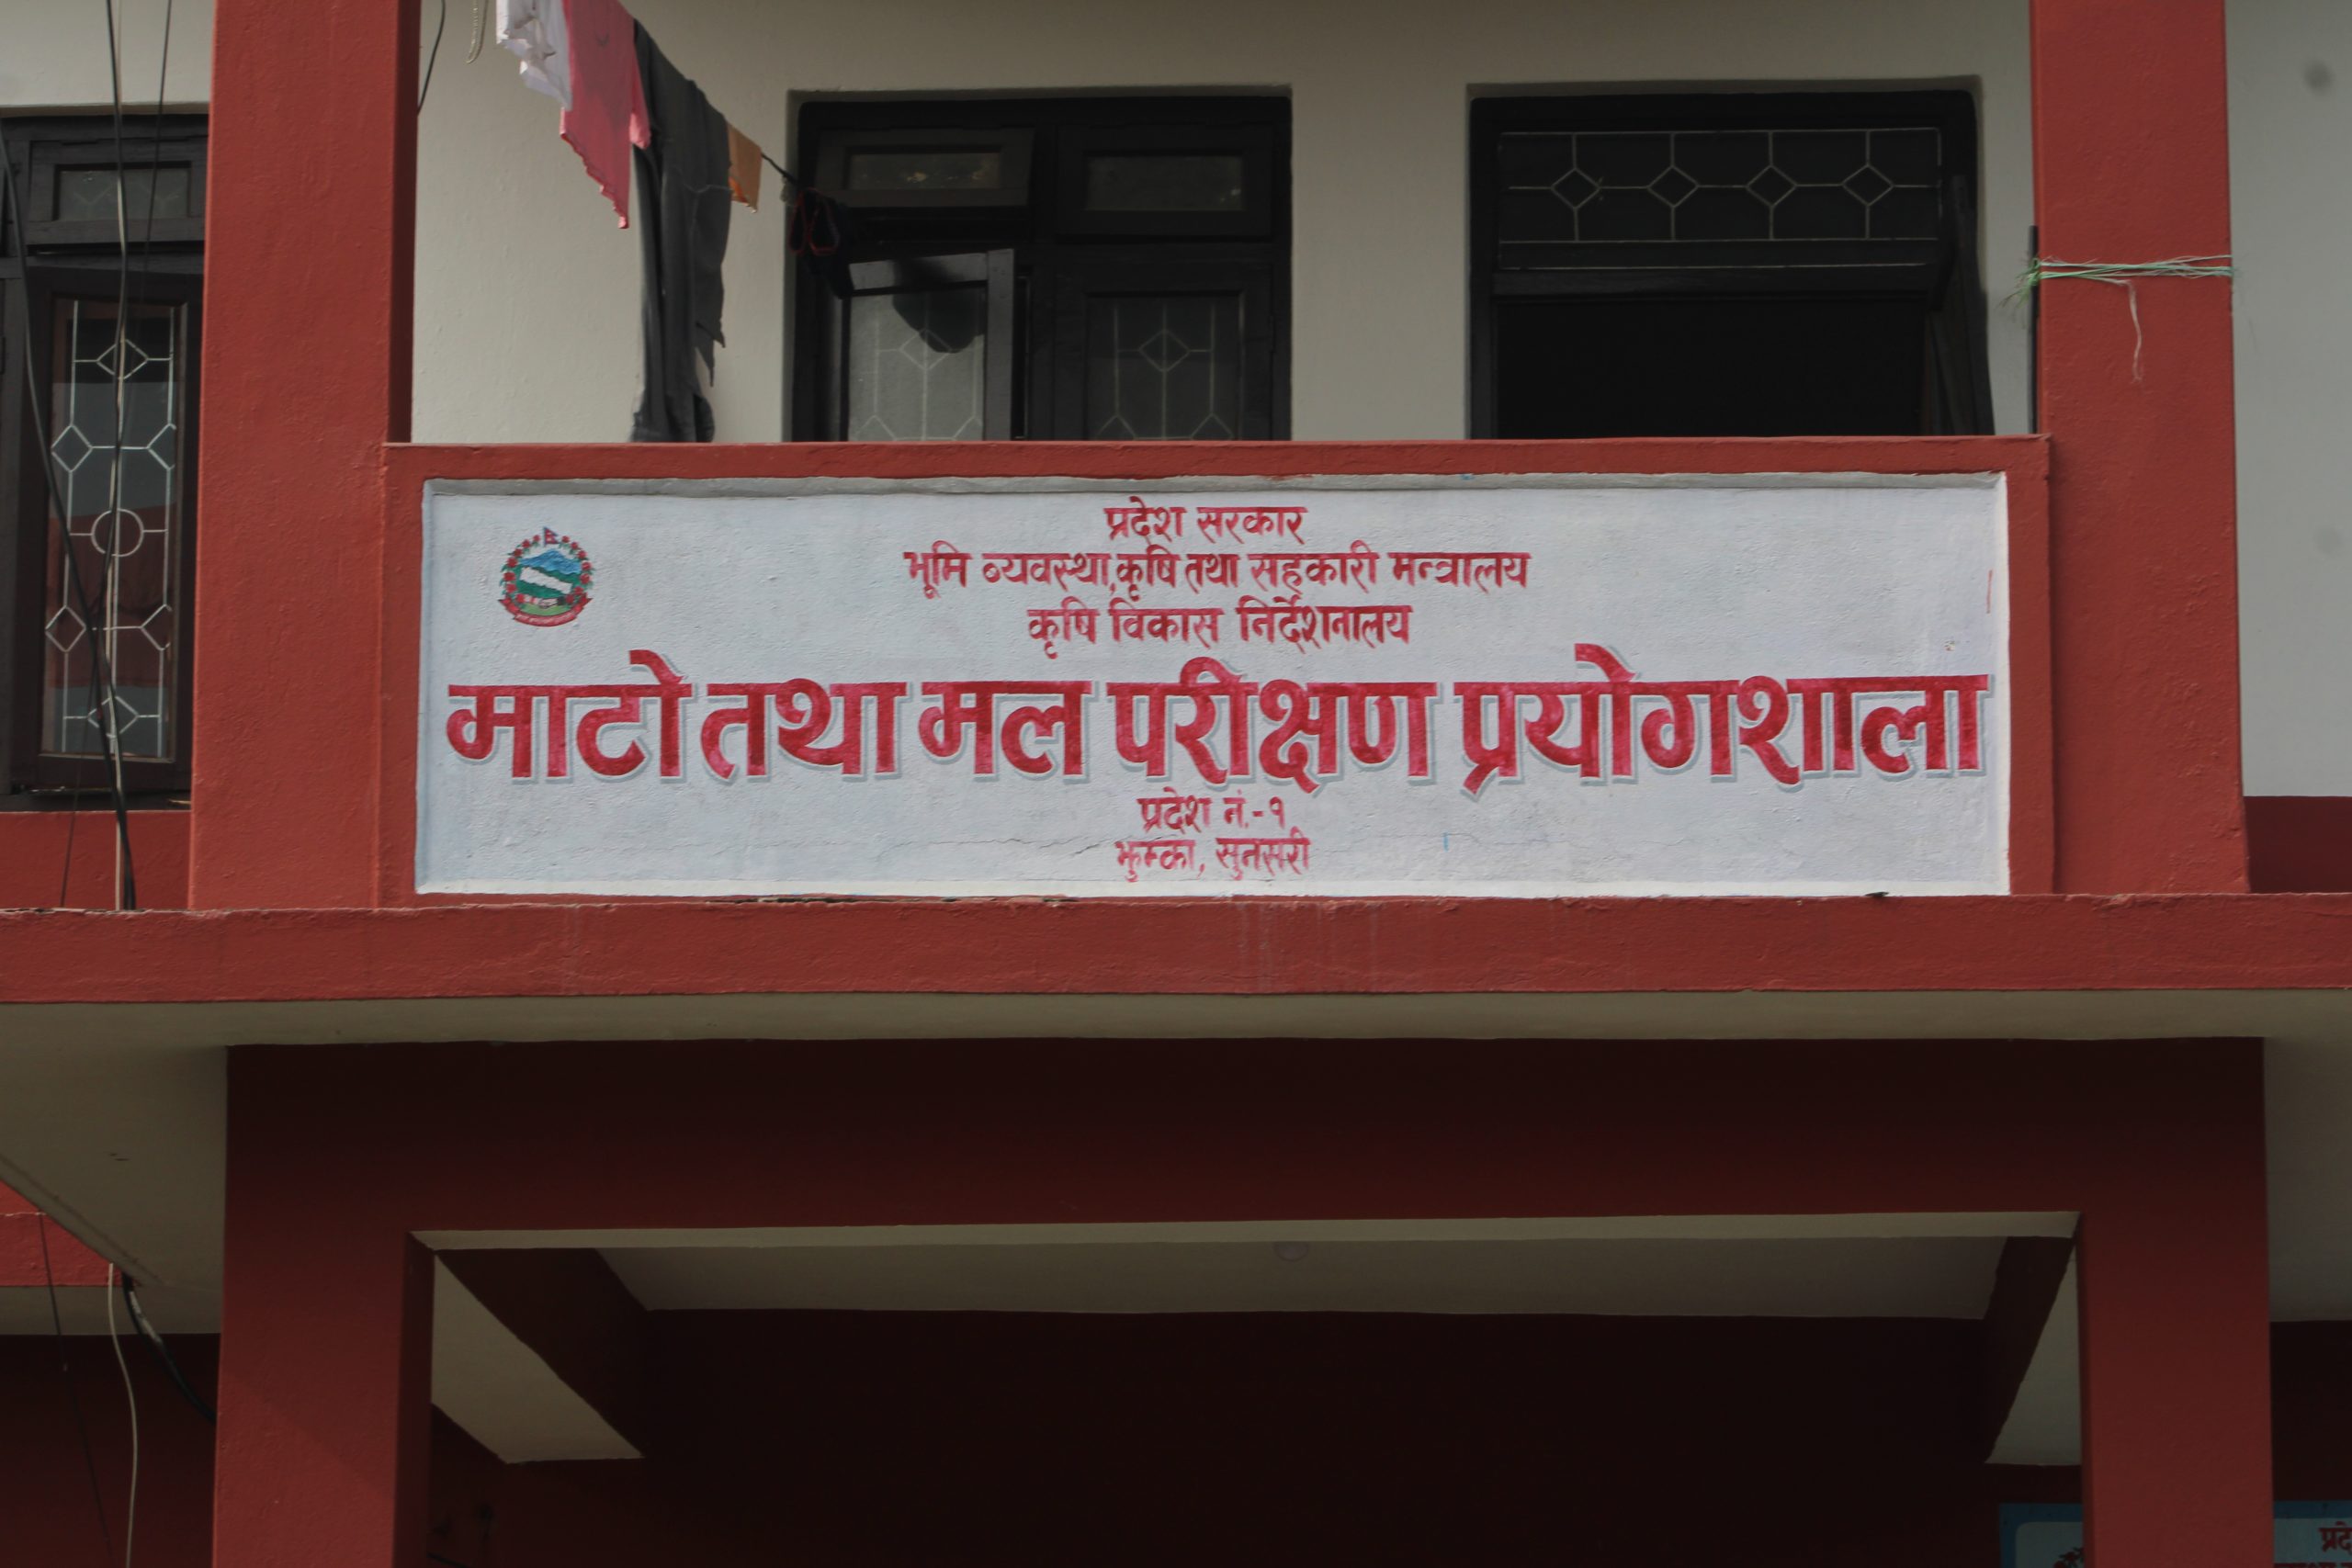 प्रदेश सरकार
भूमि व्यवस्था,कृषि तथा सहकारी मन्त्रालय
कृषि विकास निर्देशनालय
माटो तथा मल परीक्षण प्रयोगशाला
प्रदेश नं.-१
झुम्का, सुनसरी